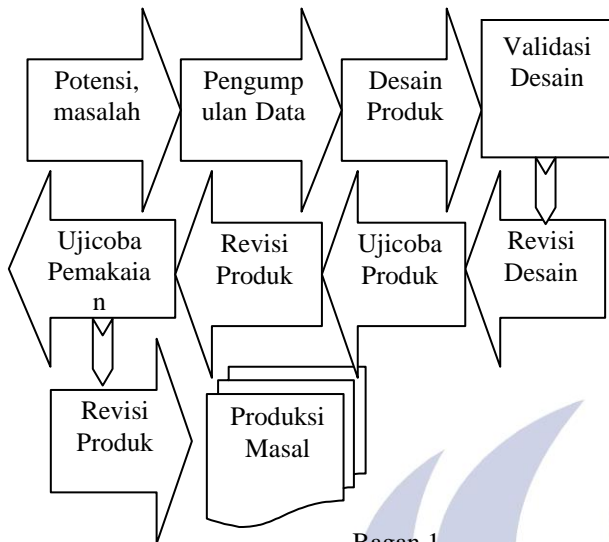 Potensi,
masalah
Pengump
ulan Data
Desain
Produk
Validasi
Desain
Revisi
Desain
Ujicoba
Produk
Revisi
Produk
Ujicoba
Pemakaia
n
Revisi
Produk
Produksi
Masal
Bagan 1